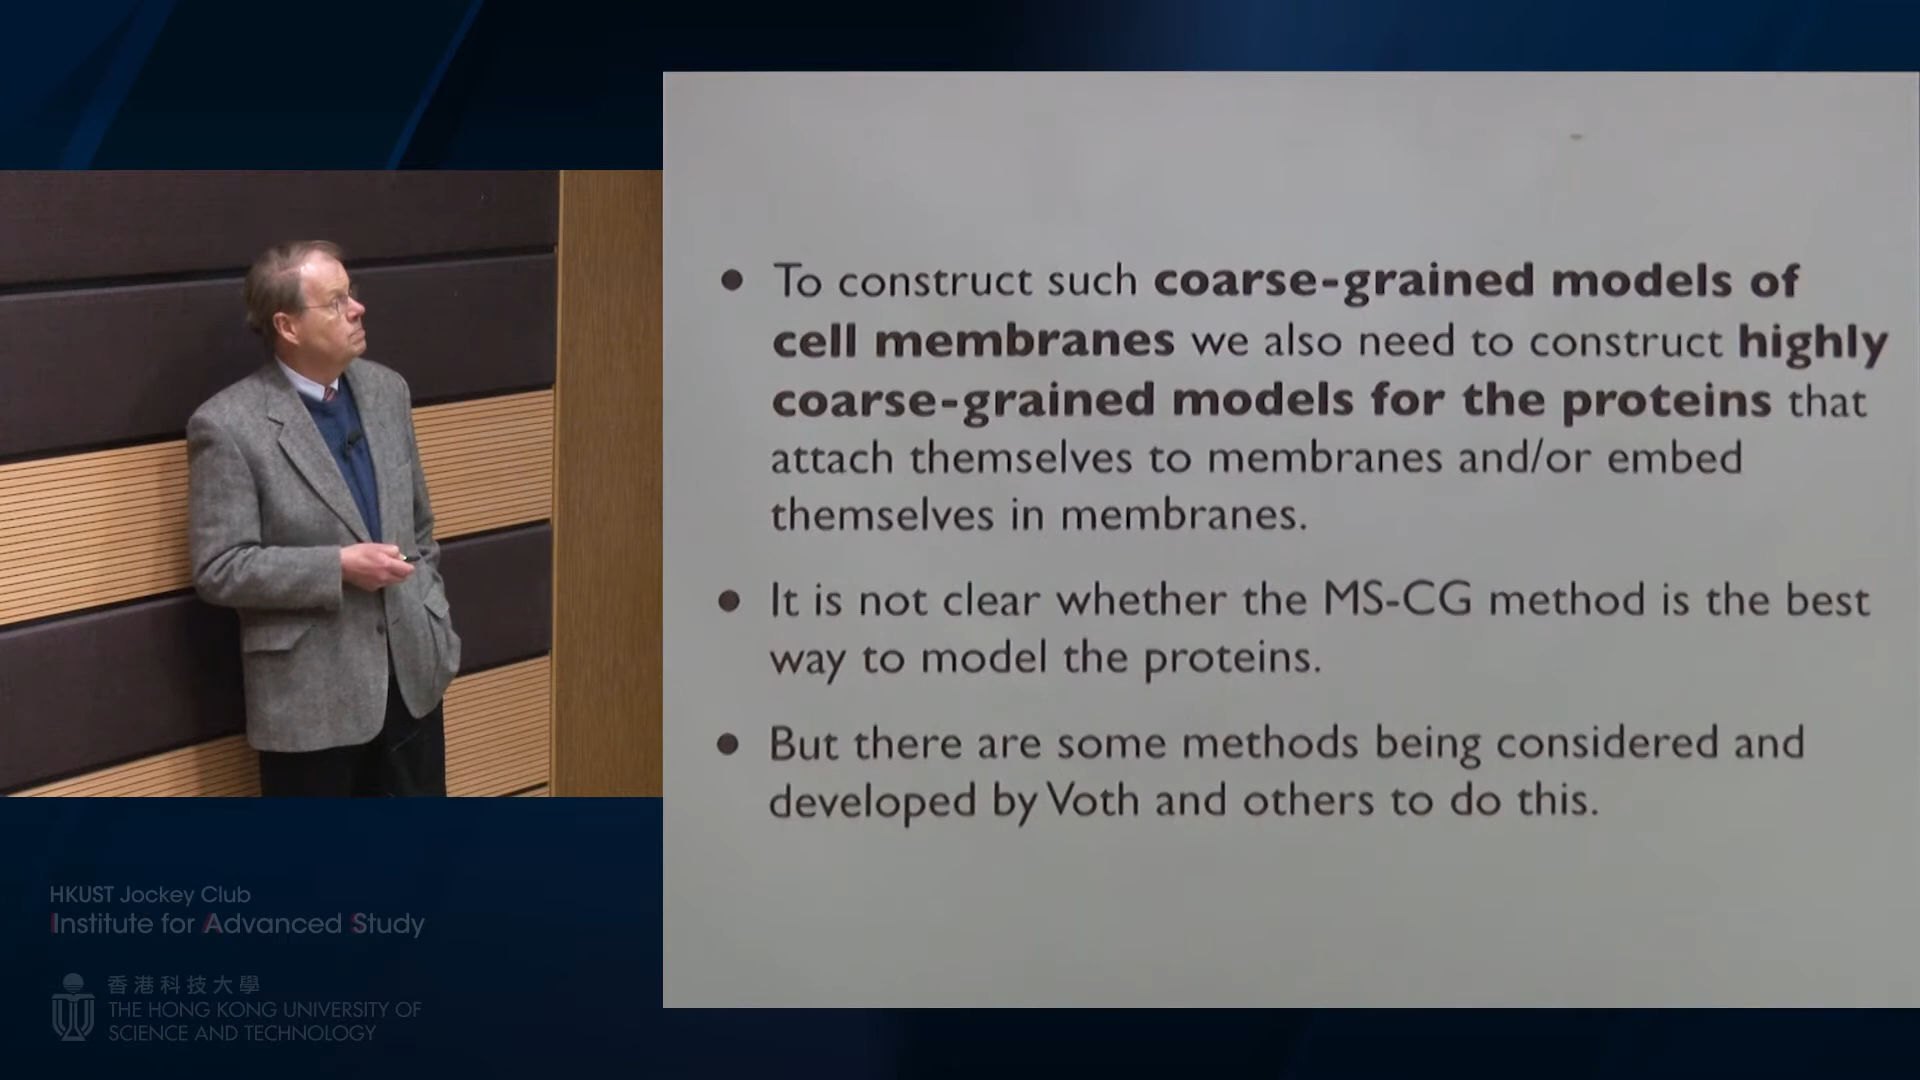 • To construct such coarse-grained models of
cell membranes we also need to construct highly
coarse-grained models for the proteins that
attach themselves to membranes and/or embed
themselves in membranes.
• It is not clear whether the MS-CG method is the best
way to model the proteins.
• But there are some methods being considered and
developed by Voth and others to do this.
HKUST Jockey Club
Institute for Advanced Study
香港科技大學
THE HONG KONG UNIVERSITY OF
SCIENCE AND TECHNOLOGY